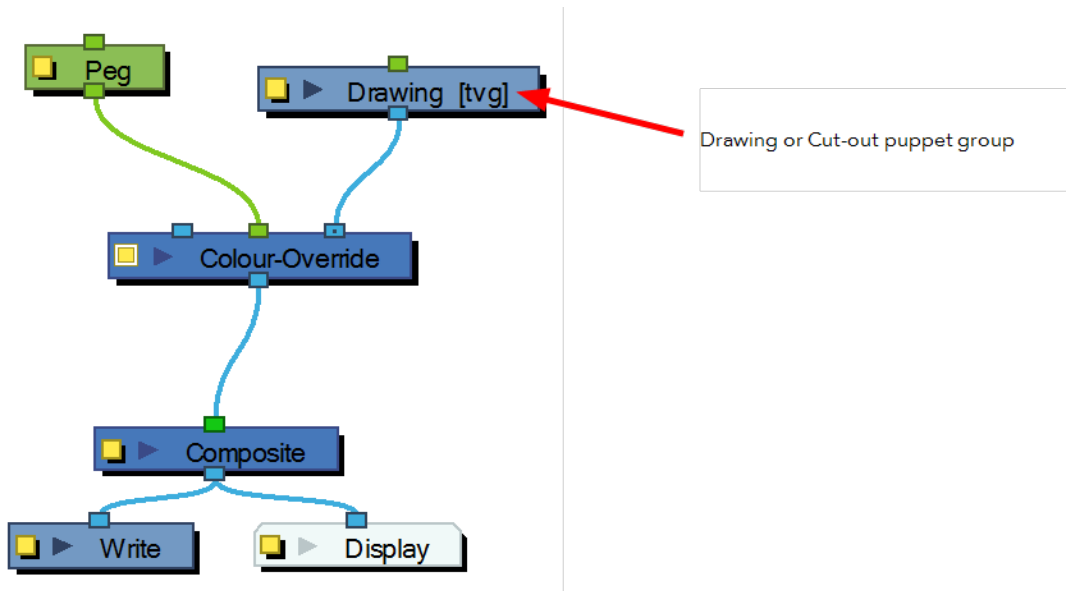 Peg
Drawing [tvg]
Drawing or Cut-out puppet group
Colour-Override
Composite
Write
Display